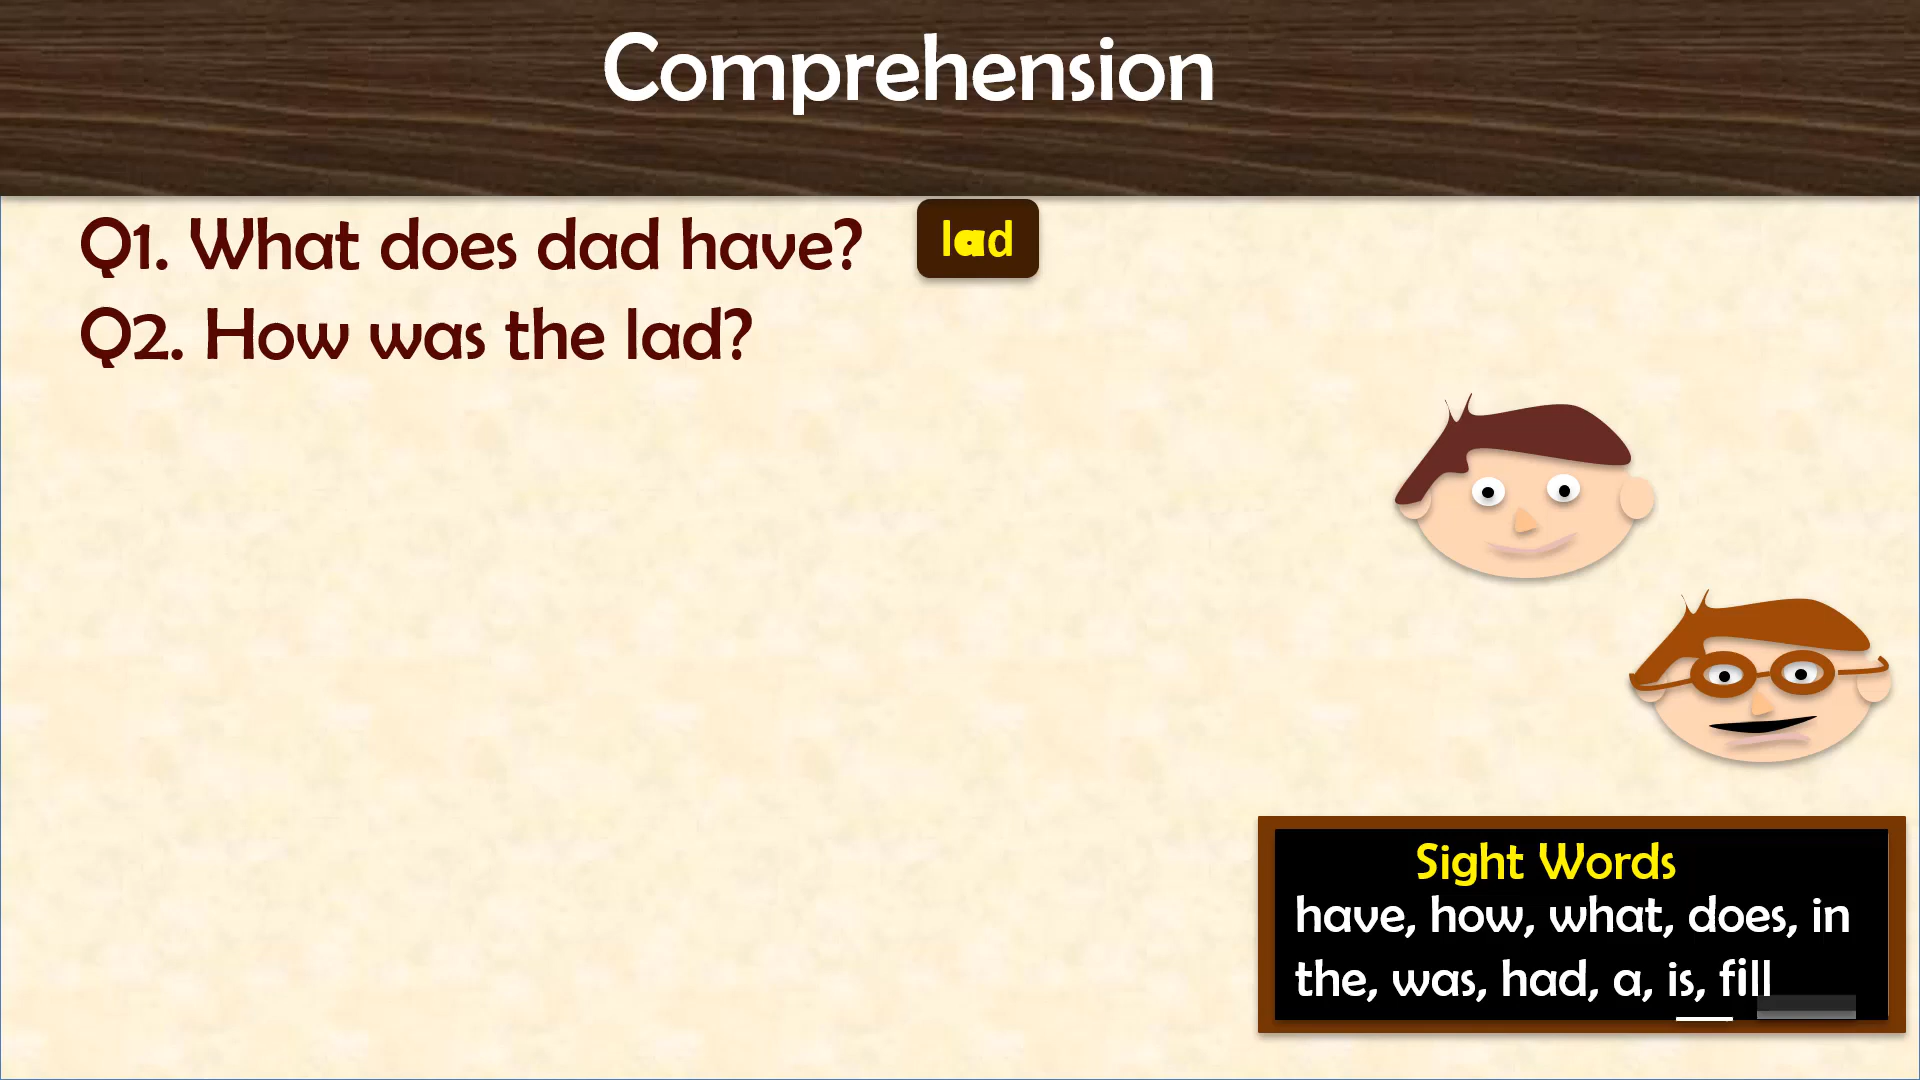 Comprehension
Q1. What does dad have? lad
Q2. How was the lad?
Sight Words
have, how, what, does, in
the, was, had, a, is, fill